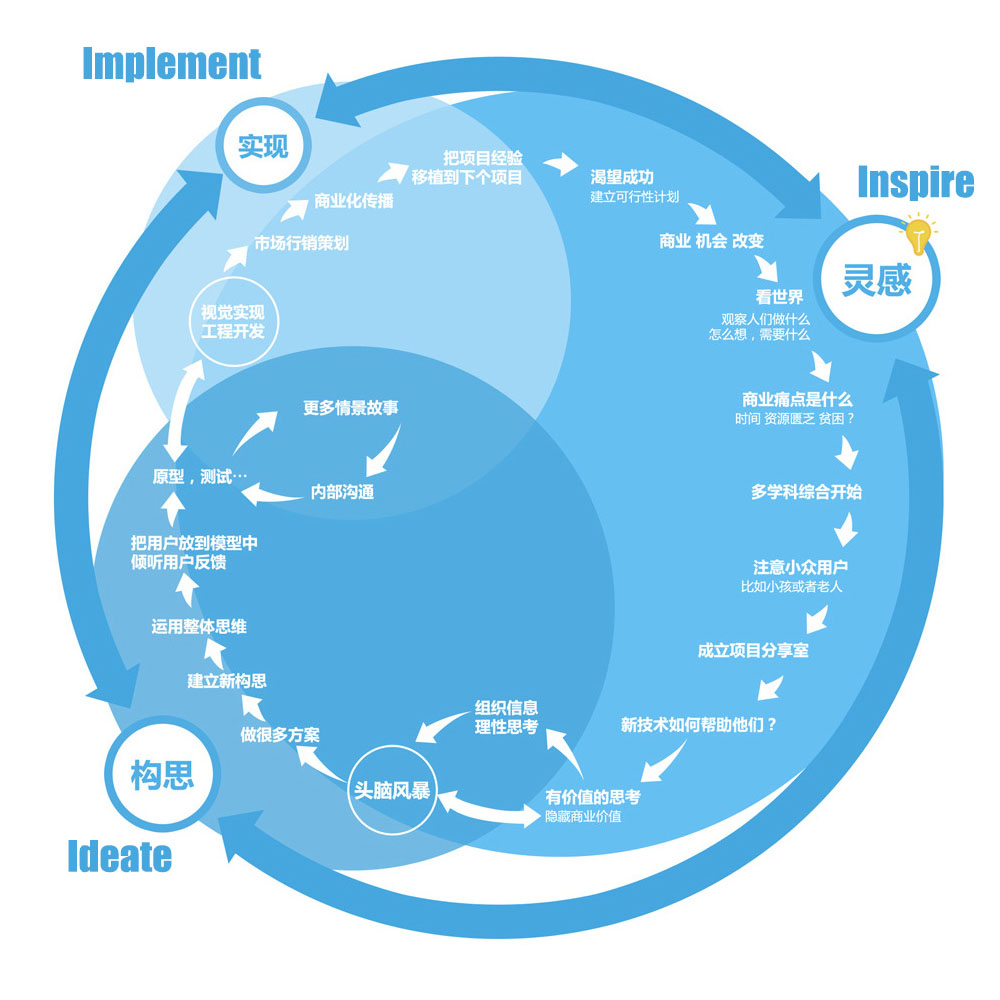 Implement
实现
Inspire
灵感
把项目经验
移植到下个项目
渴望成功
建立可行性计划
商业 机会 改变
看世界
观察人们做什么
怎么想，需要什么
商业痛点是什么
时间 资源匮乏 贫困？
多学科综合开始
注意小众用户
比如小孩或者老人
成立项目分享室
新技术如何帮助他们？
有价值的思考
隐藏商业价值
组织信息
理性思考
头脑风暴
做很多方案
建立新构思
运用整体思维
把用户放到模型中
倾听用户反馈
原型，测试…
更多情景故事
内部沟通
视觉实现
工程开发
市场行销策划
商业化传播
构思
Ideate